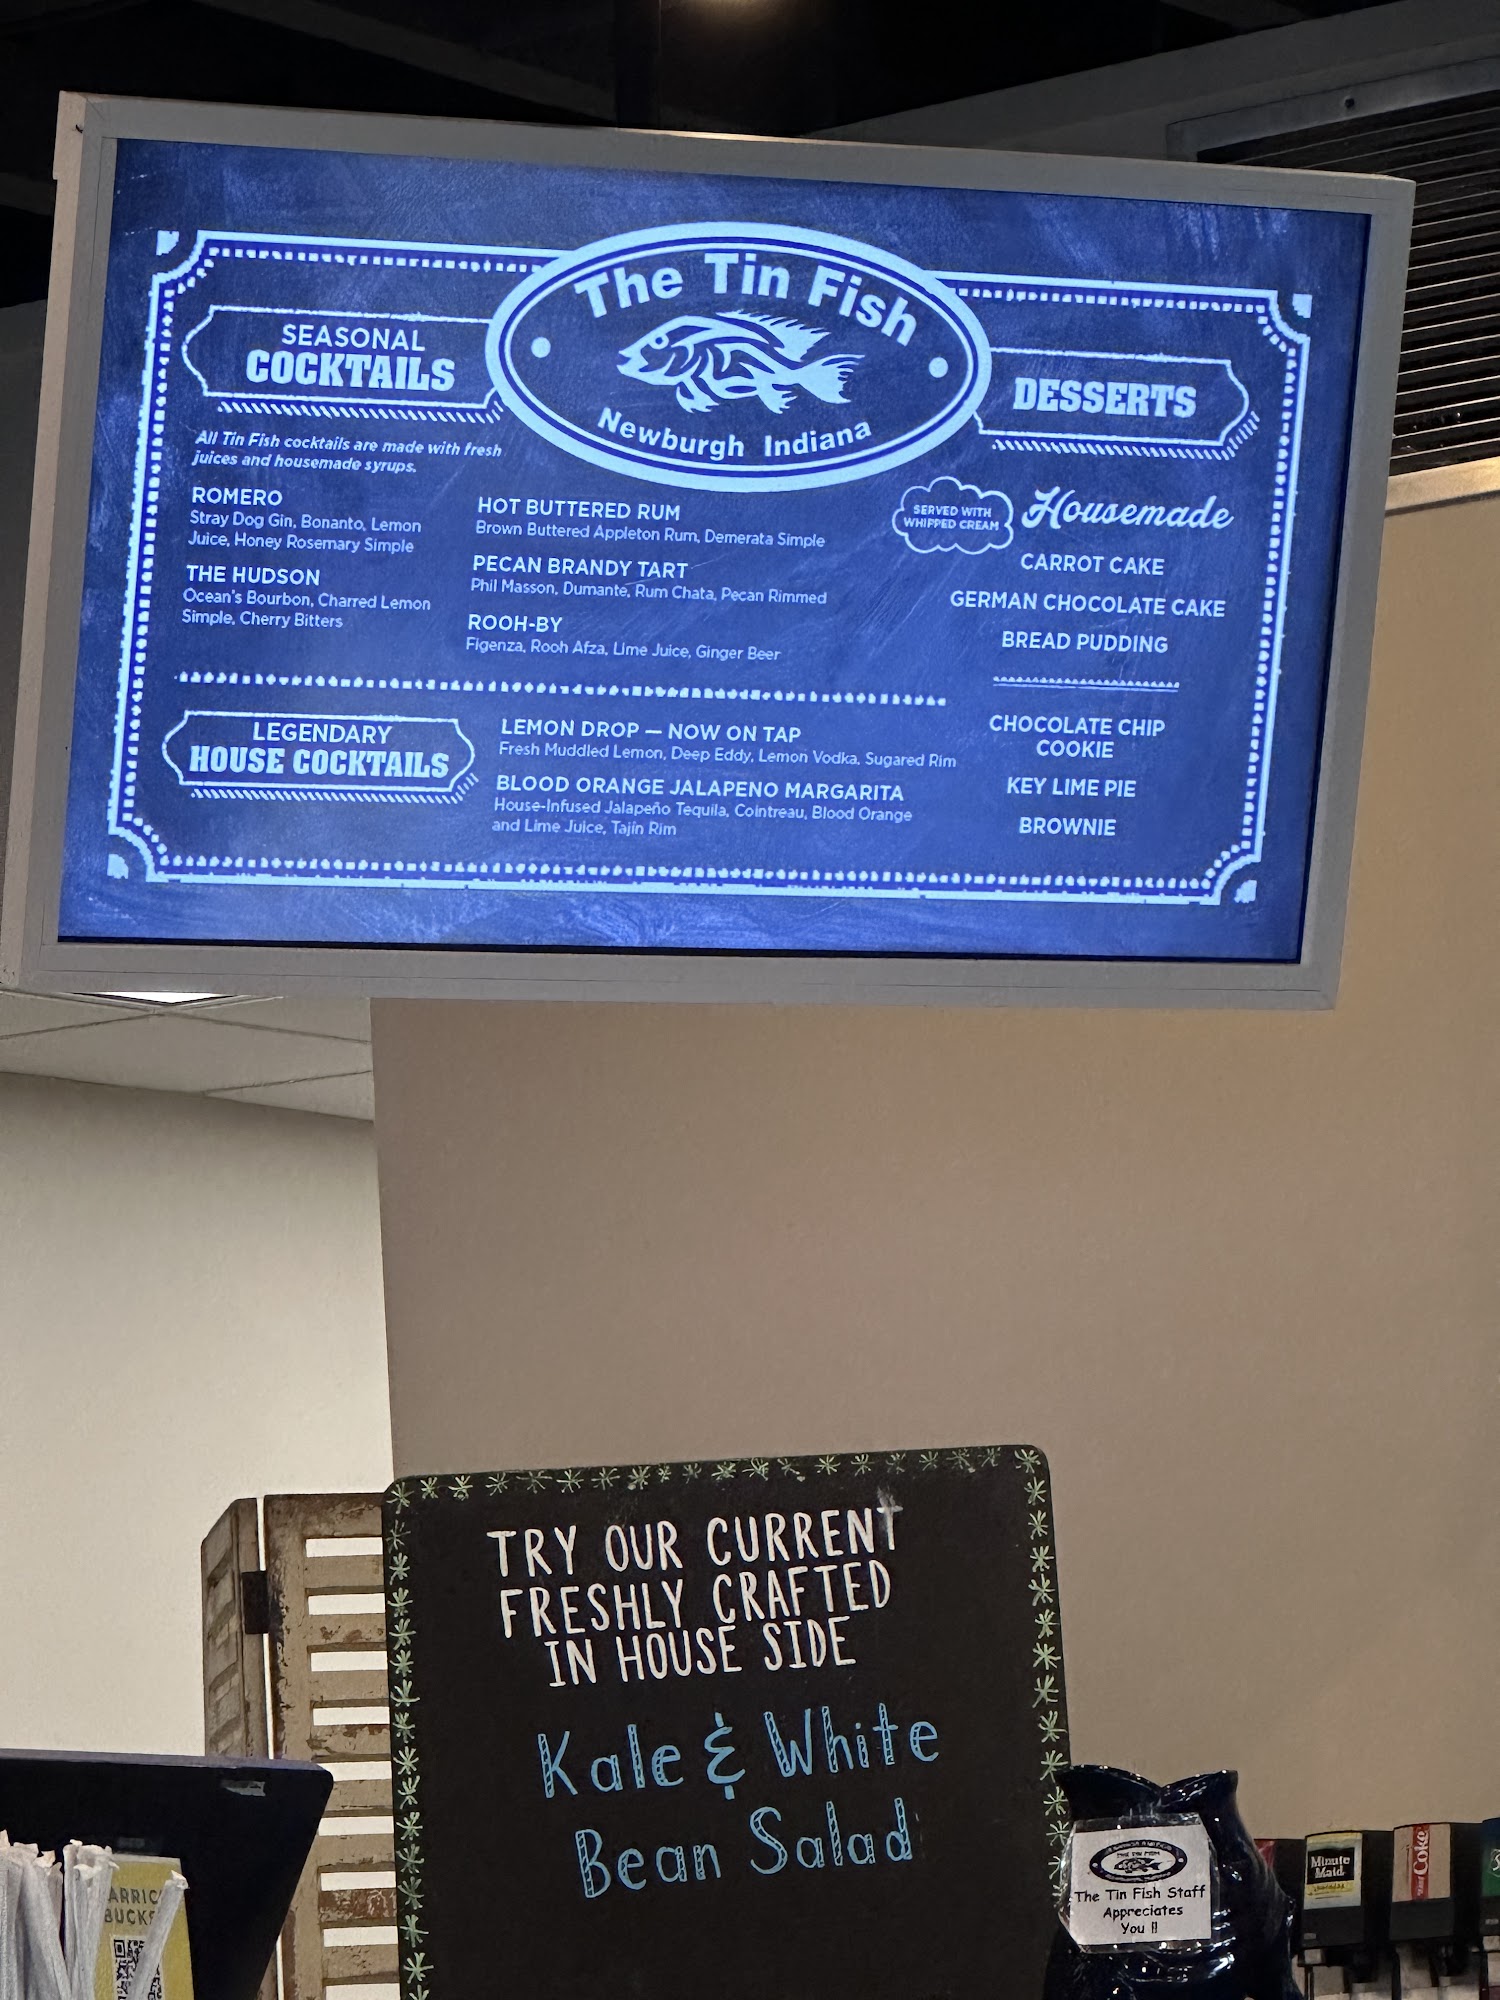 The Tin Fish
Newburgh Indiana
SEASONAL
COCKTAILS
All Tin Fish cocktails are made with fresh
juices and housemade syrups.
ROMERO
Stray Dog Gin, Bonanto, Lemon
Juice, Honey Rosemary Simple
THE HUDSON
Ocean's Bourbon, Charred Lemon
Simple, Cherry Bitters
HOT BUTTERED RUM
Brown Buttered Appleton Rum, Demerata Simple
PECAN BRANDY TART
Phil Masson, Dumante, Rum Chata, Pecan Rimmed
ROOH-BY
Figenza, Rooh Afza, Lime Juice, Ginger Beer
LEGENDARY
HOUSE COCKTAILS
LEMON DROP — NOW ON TAP
Fresh Muddled Lemon, Deep Eddy, Lemon Vodka, Sugared Rim
BLOOD ORANGE JALAPENO MARGARITA
House-Infused Jalapeño Tequila, Cointreau, Blood Orange
and Lime Juice, Tajín Rim
DESSERTS
SERVED WITH
WHIPPED CREAM
Housemade
CARROT CAKE
GERMAN CHOCOLATE CAKE
BREAD PUDDING
CHOCOLATE CHIP
COOKIE
KEY LIME PIE
BROWNIE
TRY OUR CURRENT
FRESHLY CRAFTED
IN HOUSE SIDE
Kale & White
Bean Salad
The Tin Fish Staff
Appreciates
You !!
Minute
Maid
Coke